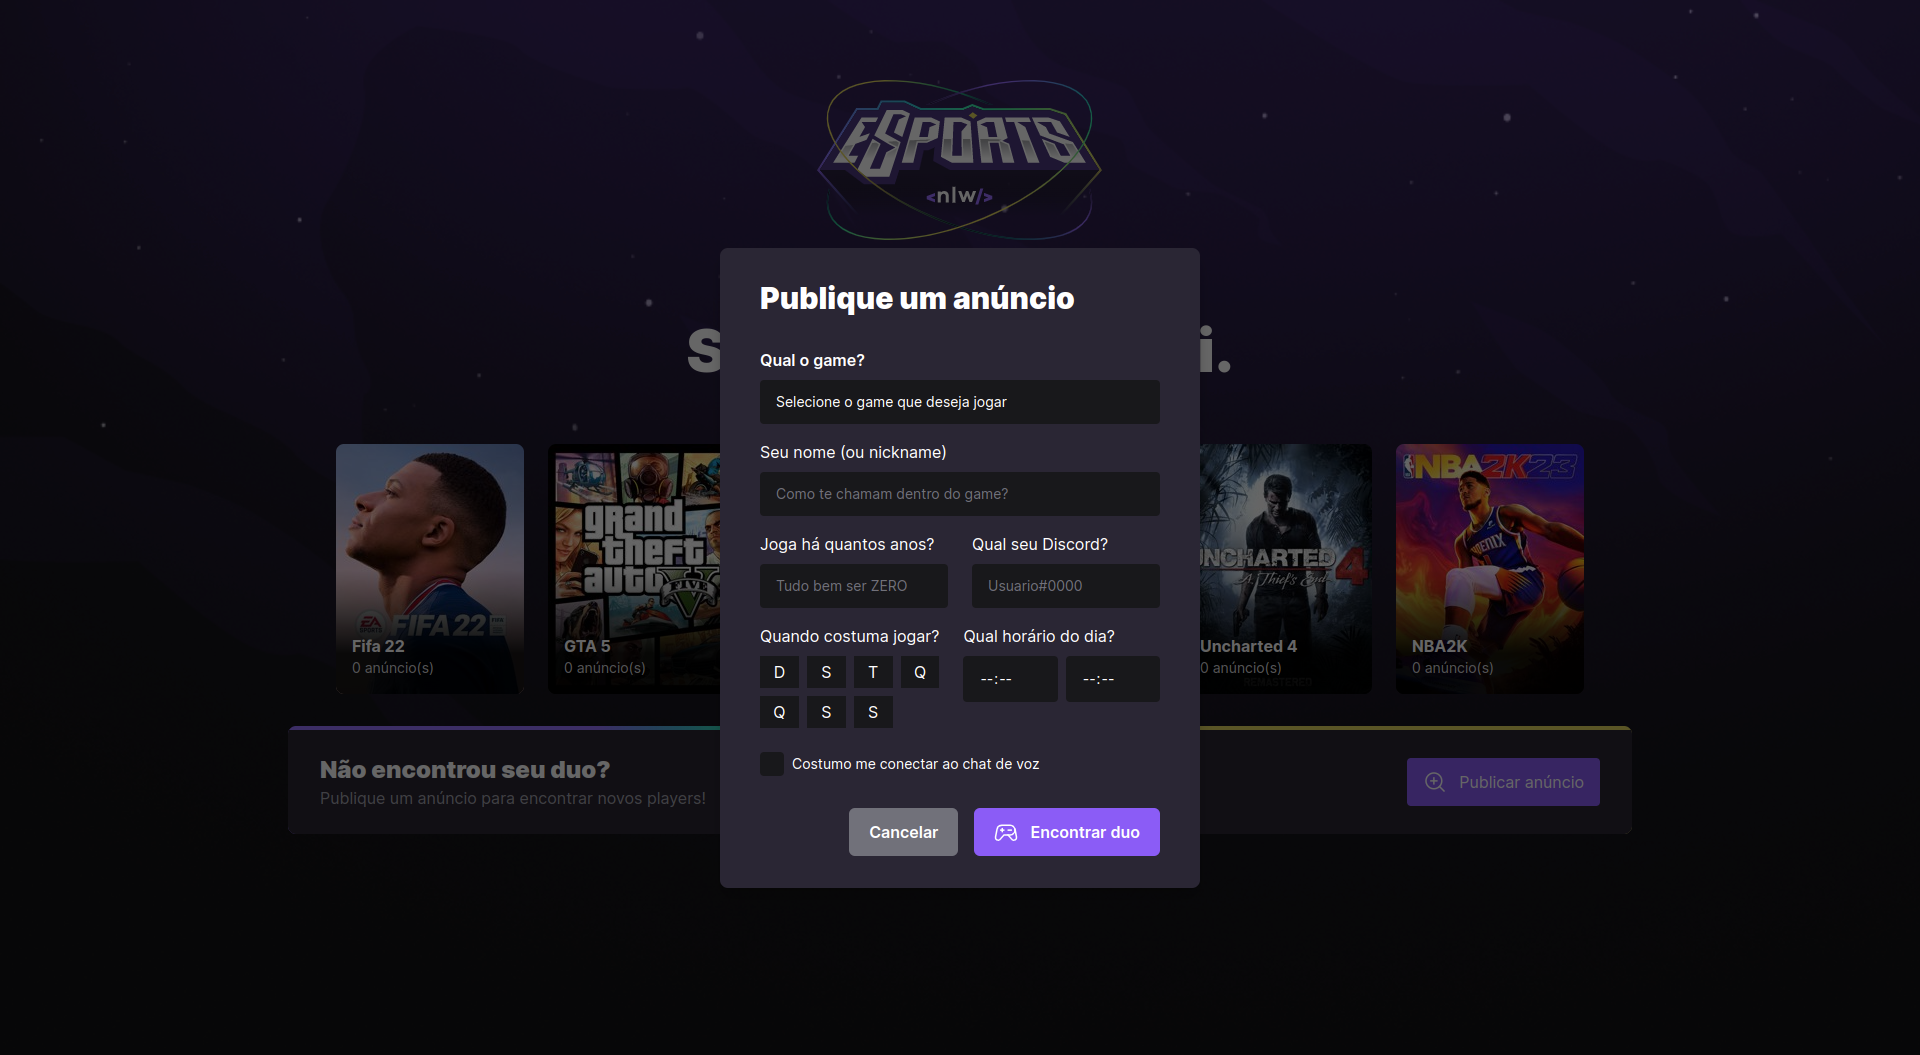 ESPORTS
<nlw/>
Publique um anúncio
S
i.
Qual o game?
Selecione o game que deseja jogar
Seu nome (ou nickname)
Como te chamam dentro do game?
Joga há quantos anos?
Qual seu Discord?
Tudo bem ser ZERO
Usuario#0000
Quando costuma jogar?
Qual horário do dia?
D S T Q
Q S S
--:-- --:--
Costumo me conectar ao chat de voz
Cancelar
Encontrar duo
EA SPORTS FIFA 22
Fifa 22
0 anúncio(s)
grand
theft
auto V
FIVE
GTA 5
0 anúncio(s)
UNCHARTED 4
A Thief's End
Uncharted 4
0 anúncio(s)
REMASTERED
NBA2K23
PHOENIX
NBA2K
0 anúncio(s)
Não encontrou seu duo?
Publique um anúncio para encontrar novos players!
Publicar anúncio